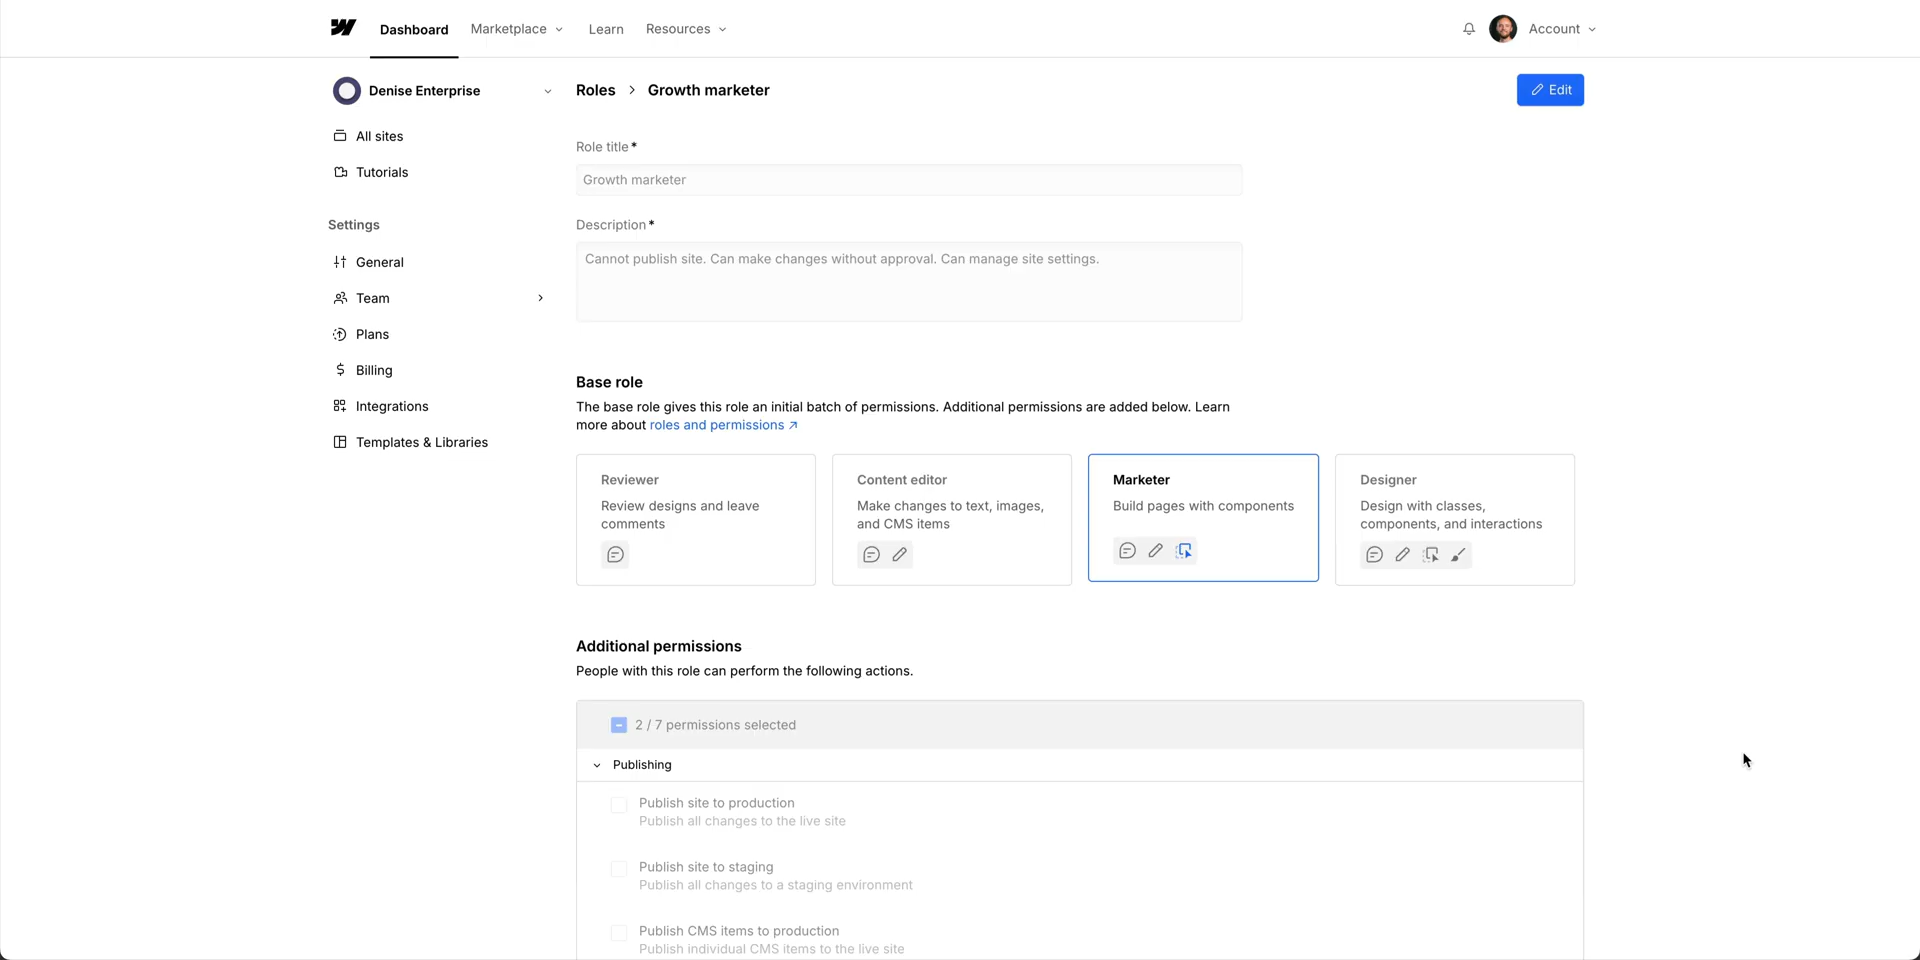 Dashboard
Marketplace
Learn
Resources
Account
Denise Enterprise
All sites
Tutorials
Settings
General
Team
Plans
Billing
Integrations
Templates & Libraries
Roles > Growth marketer
Edit
Role title*
Growth marketer
Description*
Cannot publish site. Can make changes without approval. Can manage site settings.
Base role
The base role gives this role an initial batch of permissions. Additional permissions are added below. Learn
more about roles and permissions ↗
Reviewer
Review designs and leave
comments
Content editor
Make changes to text, images,
and CMS items
Marketer
Build pages with components
Designer
Design with classes,
components, and interactions
Additional permissions
People with this role can perform the following actions.
2 / 7 permissions selected
Publishing
Publish site to production
Publish all changes to the live site
Publish site to staging
Publish all changes to a staging environment
Publish CMS items to production
Publish individual CMS items to the live site